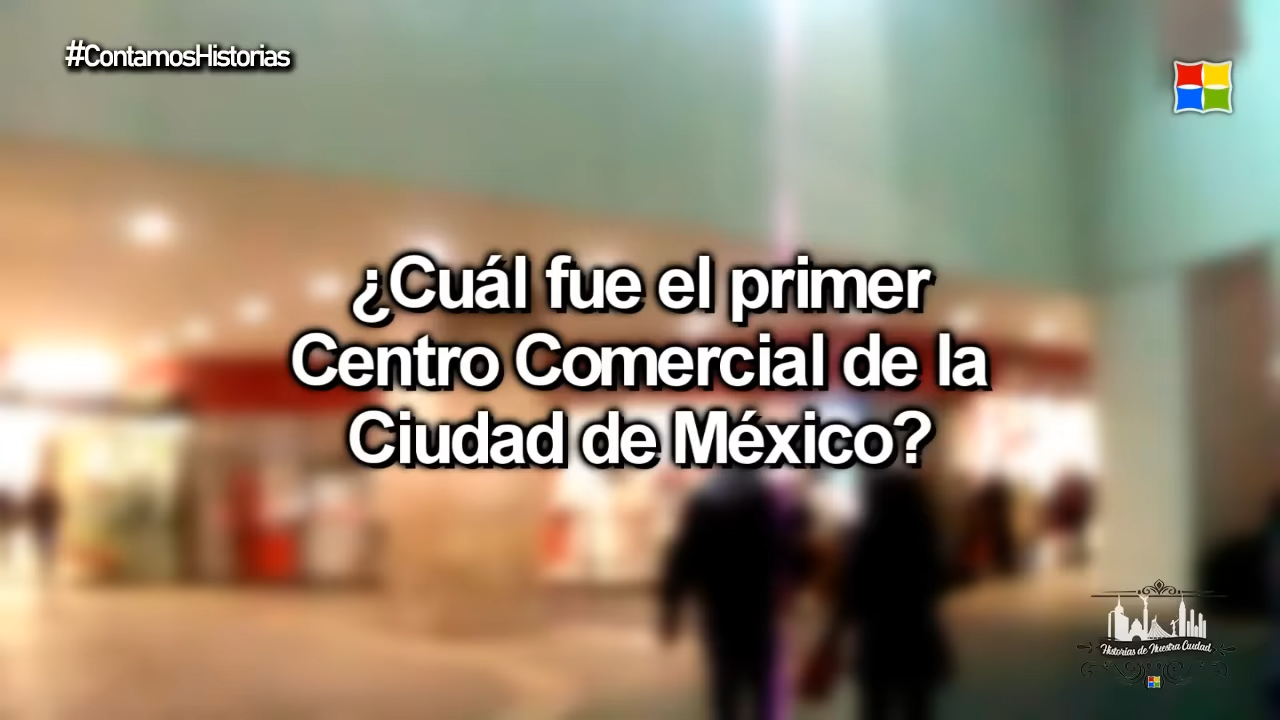 #ContamosHistorias
¿Cuál fue el primer
Centro Comercial de la
Ciudad de México?
Historias de Nuestra Ciudad